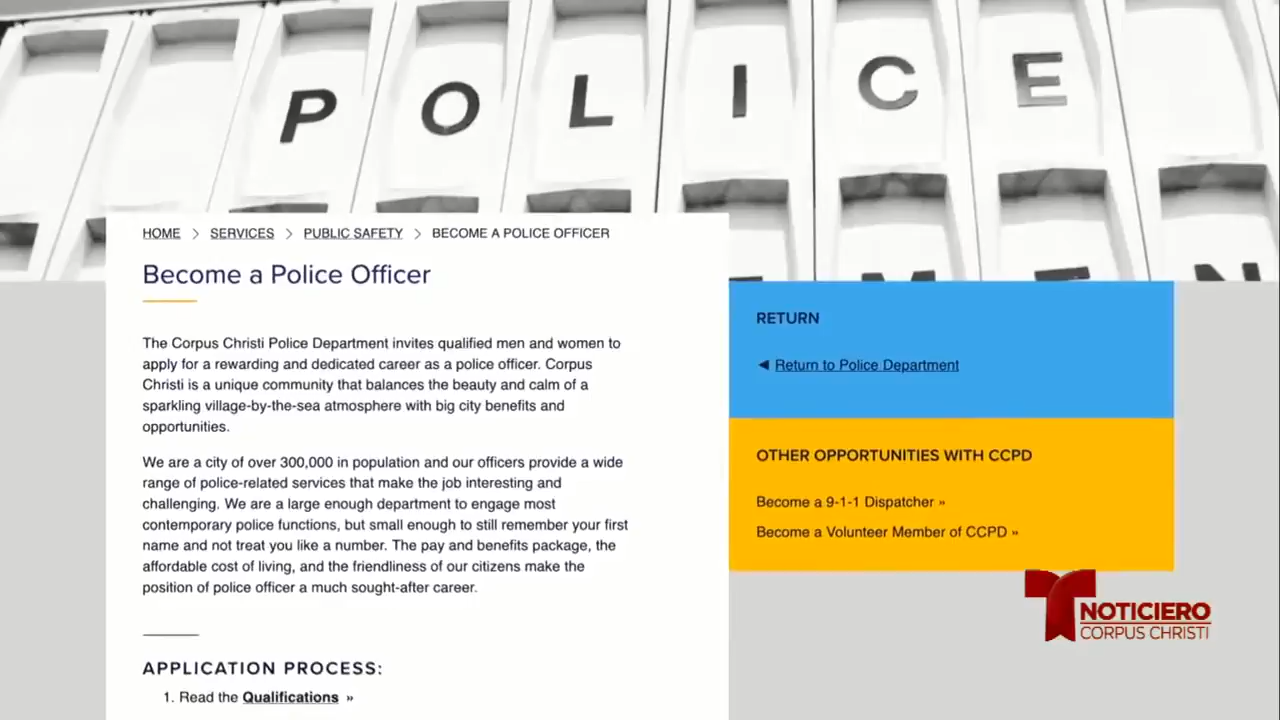 POLICE
HOME > SERVICES > PUBLIC SAFETY > BECOME A POLICE OFFICER
Become a Police Officer
The Corpus Christi Police Department invites qualified men and women to
apply for a rewarding and dedicated career as a police officer. Corpus
Christi is a unique community that balances the beauty and calm of a
sparkling village-by-the-sea atmosphere with big city benefits and
opportunities.
We are a city of over 300,000 in population and our officers provide a wide
range of police-related services that make the job interesting and
challenging. We are a large enough department to engage most
contemporary police functions, but small enough to still remember your first
name and not treat you like a number. The pay and benefits package, the
affordable cost of living, and the friendliness of our citizens make the
position of police officer a much sought-after career.
APPLICATION PROCESS:
1. Read the Qualifications »
RETURN
◄ Return to Police Department
OTHER OPPORTUNITIES WITH CCPD
Become a 9-1-1 Dispatcher »
Become a Volunteer Member of CCPD »
NOTICIERO
CORPUS CHRISTI